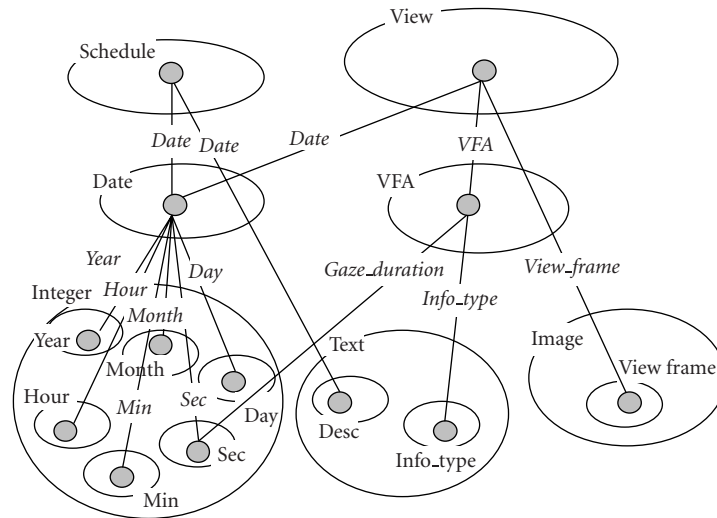 View
Schedule
Date
Date
Date
VFA
Date
VFA
Year
Day
Gaze_duration
View_frame
Integer
Hour
Info_type
Month
Year
Text
Image
Month
View frame
Hour
Min
Sec
Day
Desc
Sec
Info_type
Min